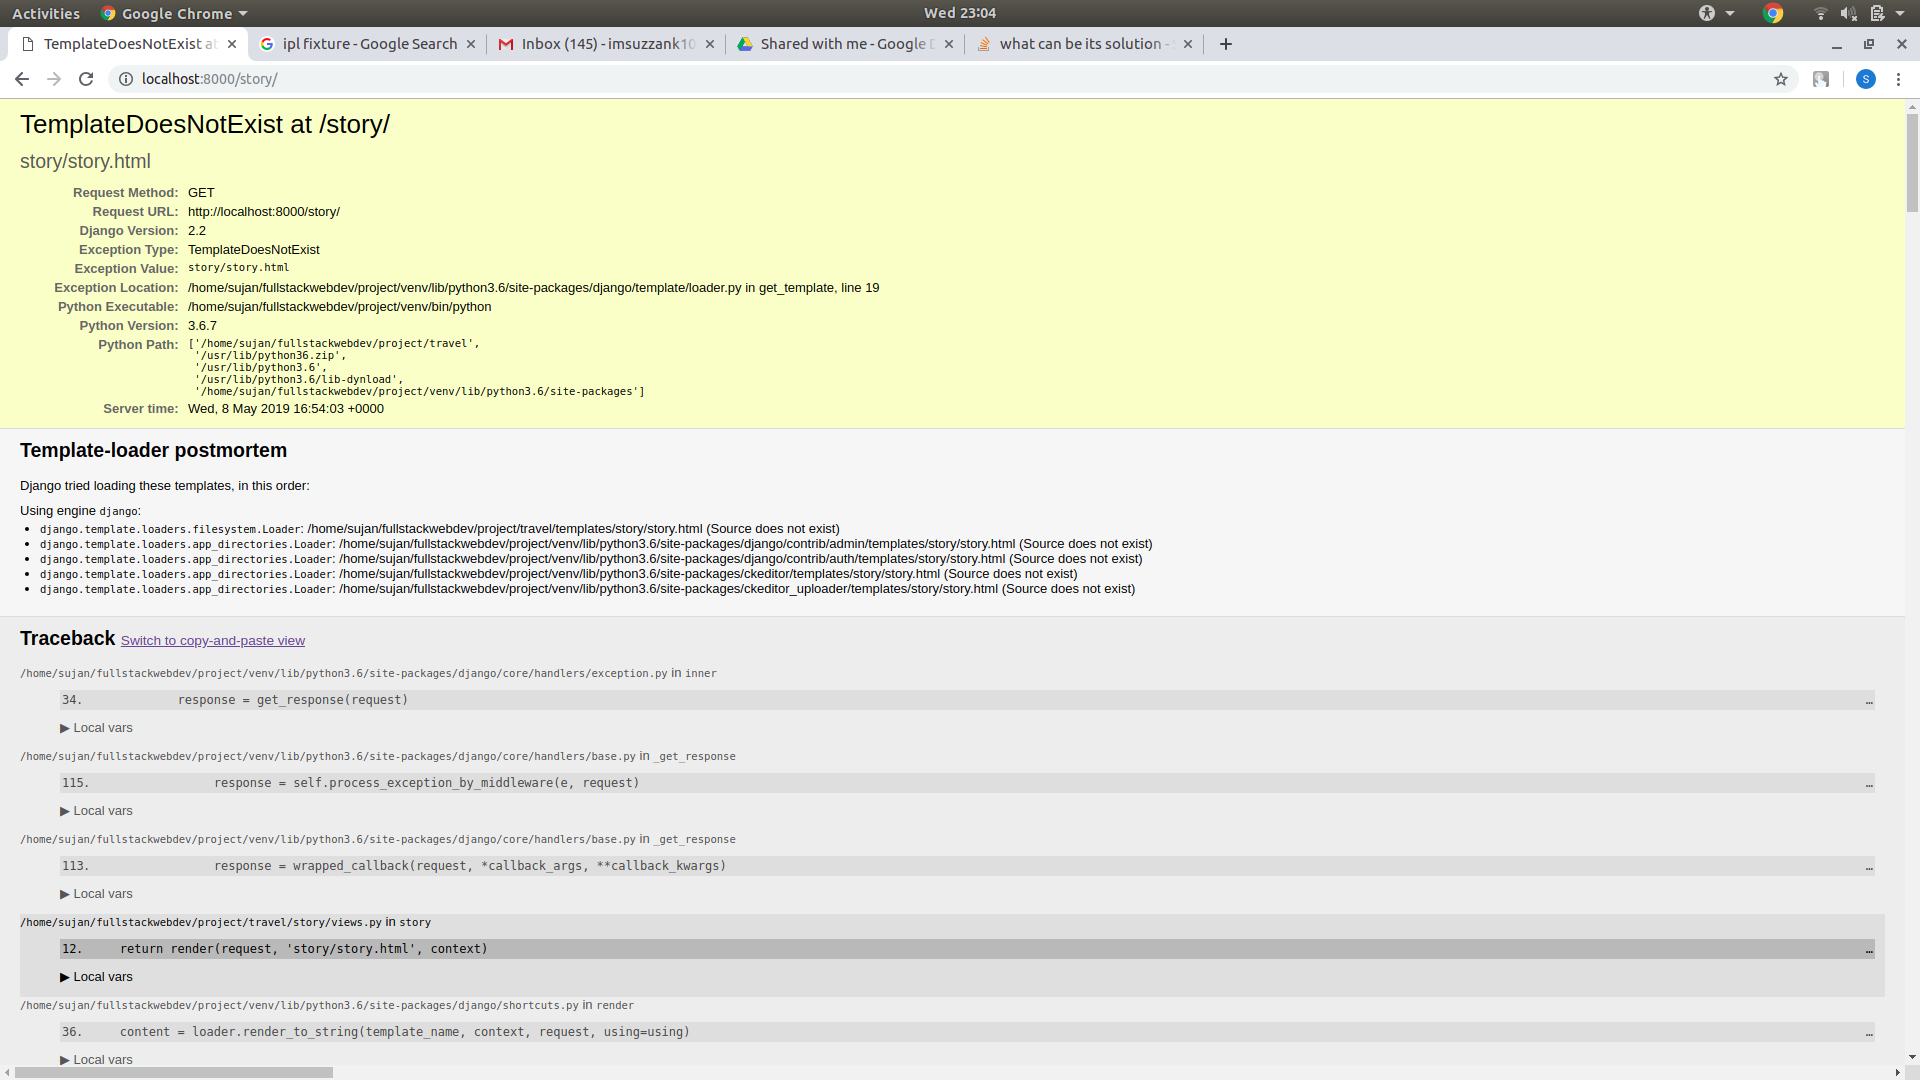 Activities Google Chrome Wed 23:04
TemplateDoesNotExist at ipl fixture - Google Search Inbox (145) - imsuzzank10 Shared with me - Google D what can be its solution -
localhost:8000/story/ S
TemplateDoesNotExist at /story/
story/story.html
Request Method: GET
Request URL: http://localhost:8000/story/
Django Version: 2.2
Exception Type: TemplateDoesNotExist
Exception Value: story/story.html
Exception Location: /home/sujan/fullstackwebdev/project/venv/lib/python3.6/site-packages/django/template/loader.py in get_template, line 19
Python Executable: /home/sujan/fullstackwebdev/project/venv/bin/python
Python Version: 3.6.7
Python Path: ['/home/sujan/fullstackwebdev/project/travel',
'/usr/lib/python36.zip',
'/usr/lib/python3.6',
'/usr/lib/python3.6/lib-dynload',
'/home/sujan/fullstackwebdev/project/venv/lib/python3.6/site-packages']
Server time: Wed, 8 May 2019 16:54:03 +0000
Template-loader postmortem
Django tried loading these templates, in this order:
Using engine django:
• django.template.loaders.filesystem.Loader: /home/sujan/fullstackwebdev/project/travel/templates/story/story.html (Source does not exist)
• django.template.loaders.app_directories.Loader: /home/sujan/fullstackwebdev/project/venv/lib/python3.6/site-packages/django/contrib/admin/templates/story/story.html (Source does not exist)
• django.template.loaders.app_directories.Loader: /home/sujan/fullstackwebdev/project/venv/lib/python3.6/site-packages/django/contrib/auth/templates/story/story.html (Source does not exist)
• django.template.loaders.app_directories.Loader: /home/sujan/fullstackwebdev/project/venv/lib/python3.6/site-packages/ckeditor/templates/story/story.html (Source does not exist)
• django.template.loaders.app_directories.Loader: /home/sujan/fullstackwebdev/project/venv/lib/python3.6/site-packages/ckeditor_uploader/templates/story/story.html (Source does not exist)
Traceback Switch to copy-and-paste view
/home/sujan/fullstackwebdev/project/venv/lib/python3.6/site-packages/django/core/handlers/exception.py in inner
34. response = get_response(request) …
▶ Local vars
/home/sujan/fullstackwebdev/project/venv/lib/python3.6/site-packages/django/core/handlers/base.py in _get_response
115. response = self.process_exception_by_middleware(e, request) …
▶ Local vars
/home/sujan/fullstackwebdev/project/venv/lib/python3.6/site-packages/django/core/handlers/base.py in _get_response
113. response = wrapped_callback(request, *callback_args, **callback_kwargs) …
▶ Local vars
/home/sujan/fullstackwebdev/project/travel/story/views.py in story
12. return render(request, 'story/story.html', context) …
▶ Local vars
/home/sujan/fullstackwebdev/project/venv/lib/python3.6/site-packages/django/shortcuts.py in render
36. content = loader.render_to_string(template_name, context, request, using=using) …
▶ Local vars